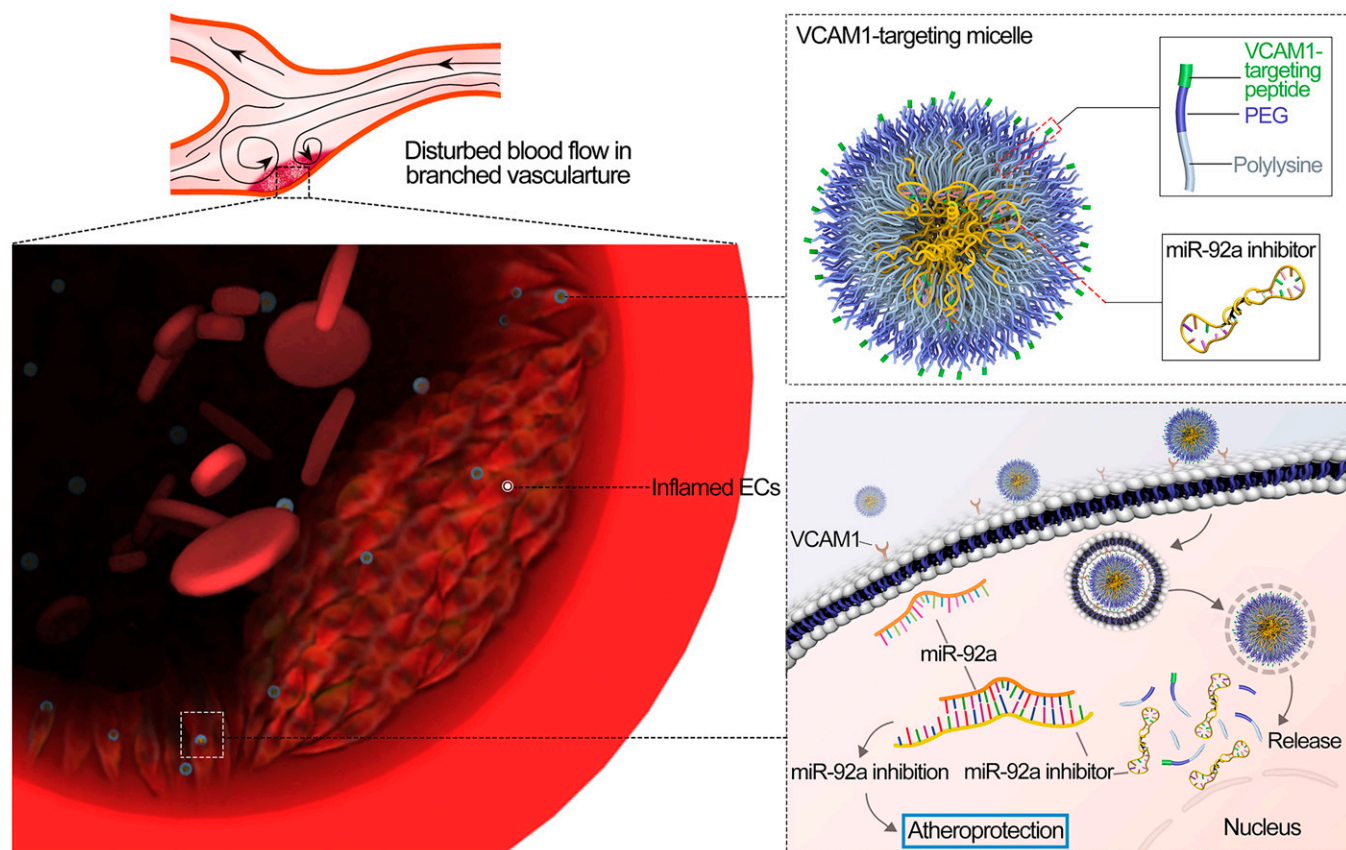 Disturbed blood flow in
branched vascularture
Inflamed ECs
VCAM1-targeting micelle
VCAM1-
targeting
peptide
PEG
Polylysine
miR-92a inhibitor
VCAM1
miR-92a
Release
miR-92a inhibition
miR-92a inhibitor
Atheroprotection
Nucleus